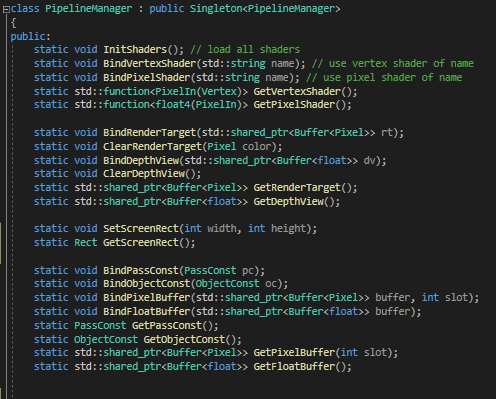 class PipelineManager : public Singleton<PipelineManager>
{
public:
static void InitShaders(); // load all shaders
static void BindVertexShader(std::string name); // use vertex shader of name
static void BindPixelShader(std::string name); // use pixel shader of name
static std::function<PixelIn(Vertex)> GetVertexShader();
static std::function<float4(PixelIn)> GetPixelShader();
static void BindRenderTarget(std::shared_ptr<Buffer<Pixel>> rt);
static void ClearRenderTarget(Pixel color);
static void BindDepthView(std::shared_ptr<Buffer<float>> dv);
static void ClearDepthView();
static std::shared_ptr<Buffer<Pixel>> GetRenderTarget();
static std::shared_ptr<Buffer<float>> GetDepthView();
static void SetScreenRect(int width, int height);
static Rect GetScreenRect();
static void BindPassConst(PassConst pc);
static void BindObjectConst(ObjectConst oc);
static void BindPixelBuffer(std::shared_ptr<Buffer<Pixel>> buffer, int slot);
static void BindFloatBuffer(std::shared_ptr<Buffer<float>> buffer);
static PassConst GetPassConst();
static ObjectConst GetObjectConst();
static std::shared_ptr<Buffer<Pixel>> GetPixelBuffer(int slot);
static std::shared_ptr<Buffer<float>> GetFloatBuffer();